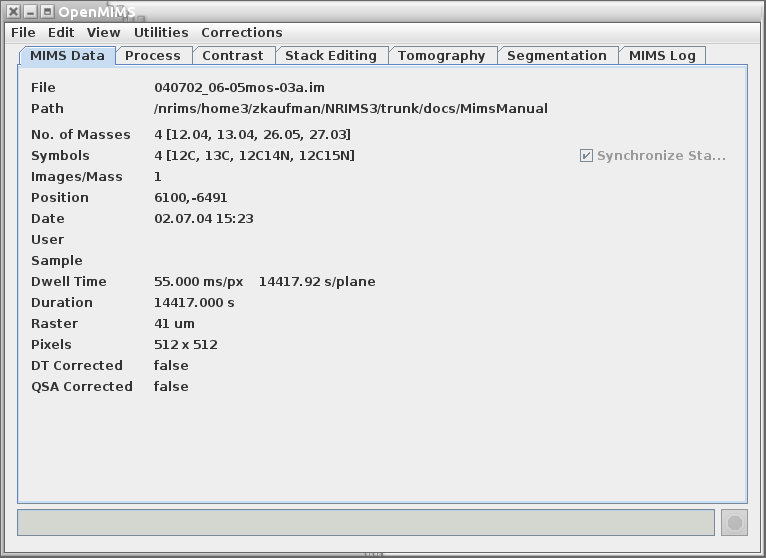 OpenMIMS
File Edit View Utilities Corrections
MIMS Data Process Contrast Stack Editing Tomography Segmentation MIMS Log
File 040702_06-05mos-03a.im
Path /nrims/home3/zkaufman/NRIMS3/trunk/docs/MimsManual
No. of Masses 4 [12.04, 13.04, 26.05, 27.03]
Symbols 4 [12C, 13C, 12C14N, 12C15N] Synchronize Sta...
Images/Mass 1
Position 6100,-6491
Date 02.07.04 15:23
User
Sample
Dwell Time 55.000 ms/px 14417.92 s/plane
Duration 14417.000 s
Raster 41 um
Pixels 512 x 512
DT Corrected false
QSA Corrected false